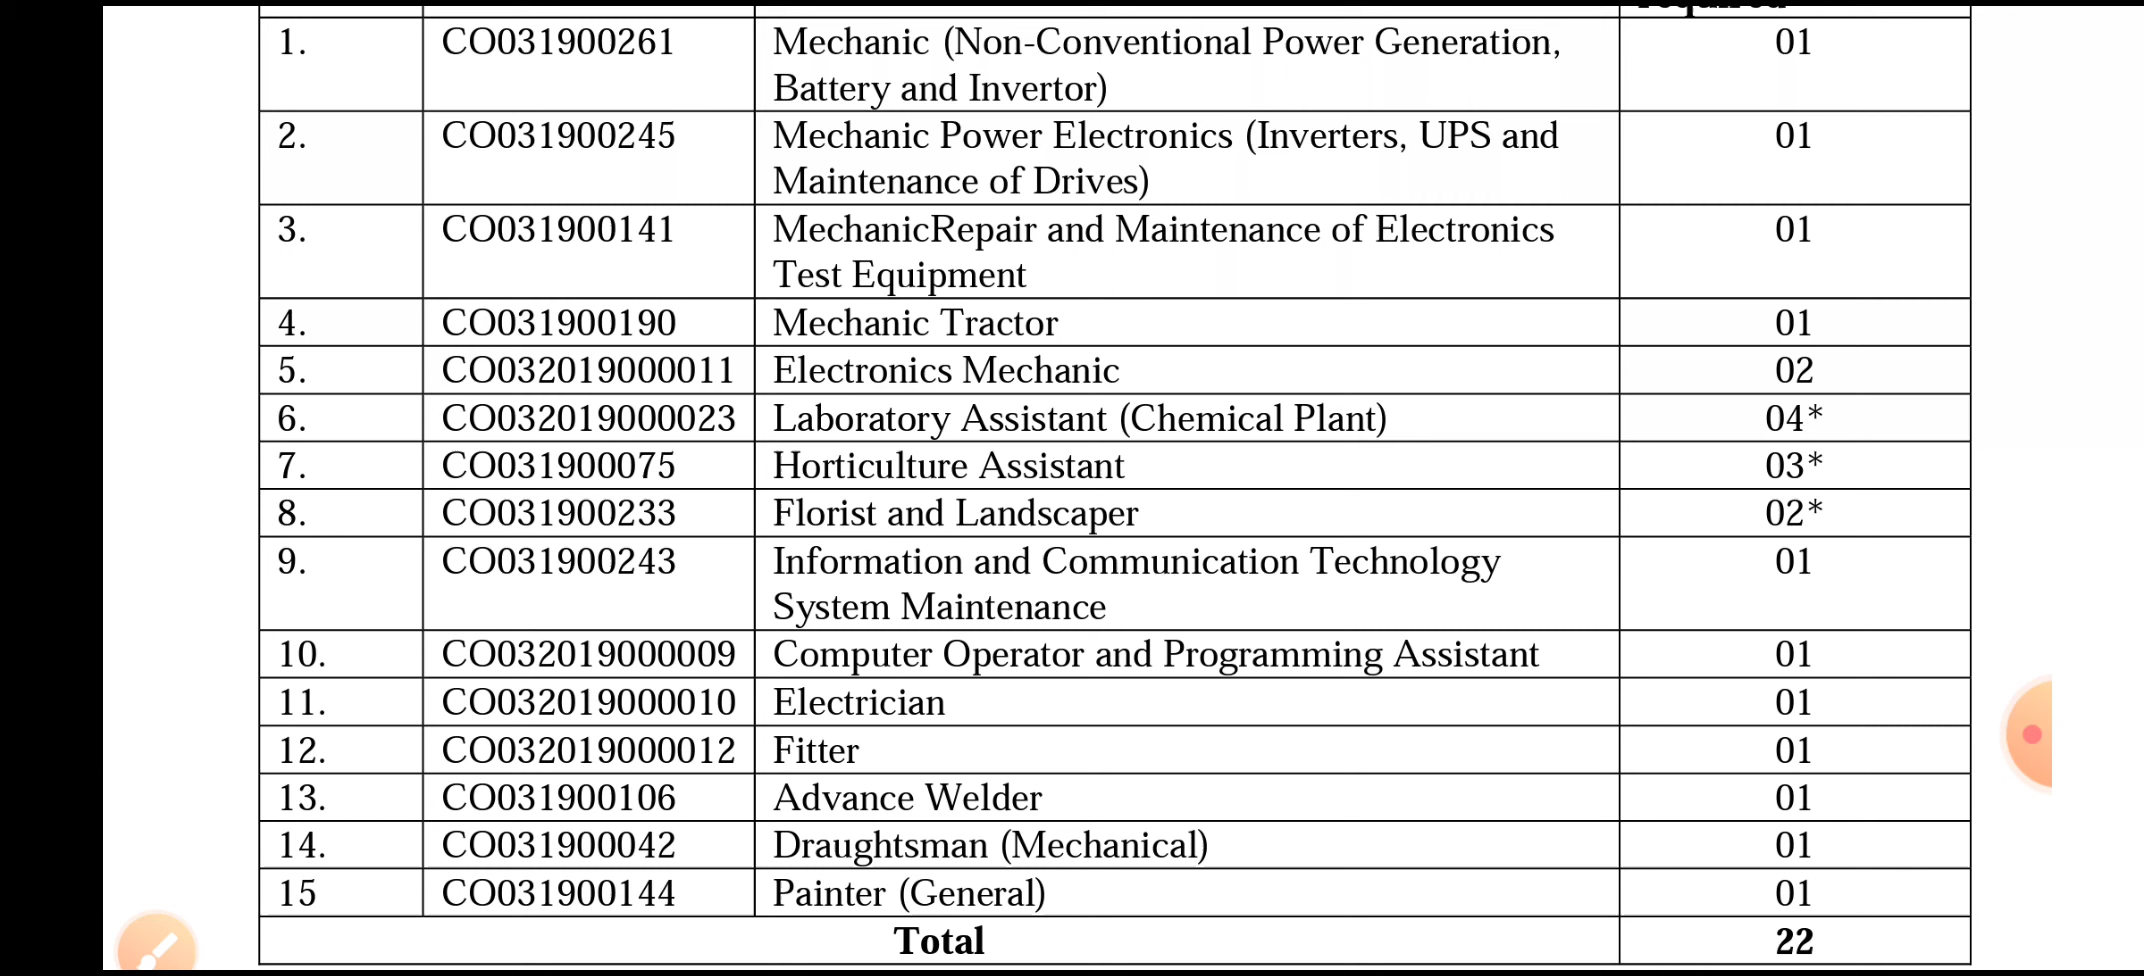 required
1. CO031900261 Mechanic (Non-Conventional Power Generation, 01
Battery and Invertor)
2. CO031900245 Mechanic Power Electronics (Inverters, UPS and 01
Maintenance of Drives)
3. CO031900141 MechanicRepair and Maintenance of Electronics 01
Test Equipment
4. CO031900190 Mechanic Tractor 01
5. CO032019000011 Electronics Mechanic 02
6. CO032019000023 Laboratory Assistant (Chemical Plant) 04*
7. CO031900075 Horticulture Assistant 03*
8. CO031900233 Florist and Landscaper 02*
9. CO031900243 Information and Communication Technology 01
System Maintenance
10. CO032019000009 Computer Operator and Programming Assistant 01
11. CO032019000010 Electrician 01
12. CO032019000012 Fitter 01
13. CO031900106 Advance Welder 01
14. CO031900042 Draughtsman (Mechanical) 01
15 CO031900144 Painter (General) 01
Total 22